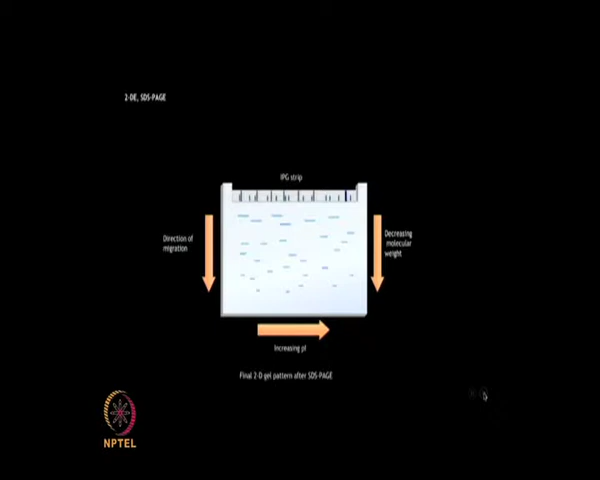 2-DE, SDS-PAGE
IPG strip
Direction of
migration
Decreasing
molecular
weight
Increasing pI
Final 2-D gel pattern after SDS-PAGE
NPTEL